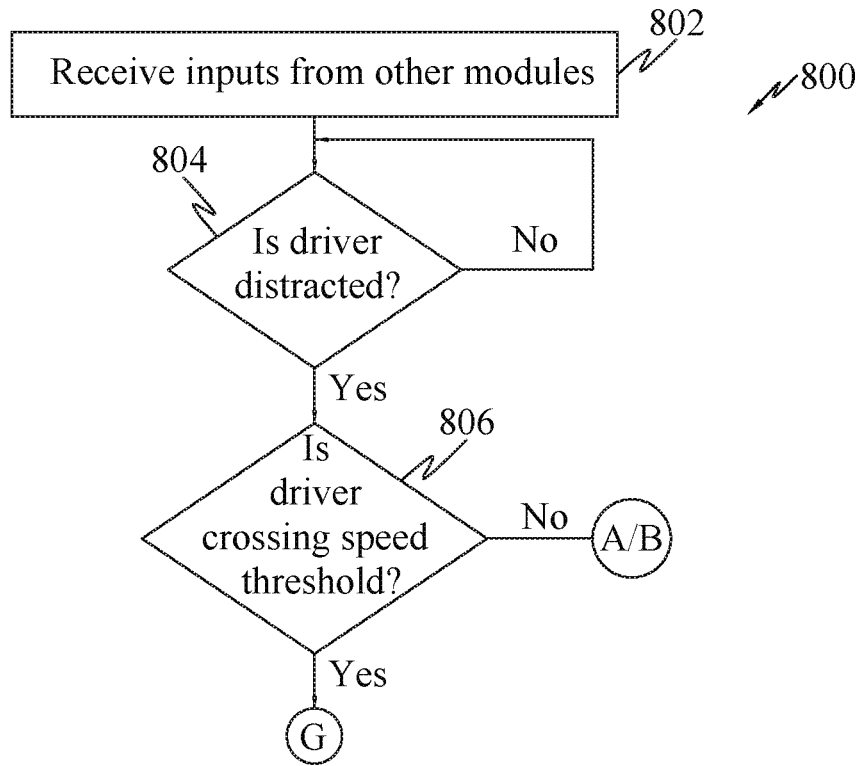 802
Receive inputs from other modules
800
804
Is driver
distracted?
No
Yes
806
Is
driver
crossing speed
threshold?
No
A/B
Yes
G